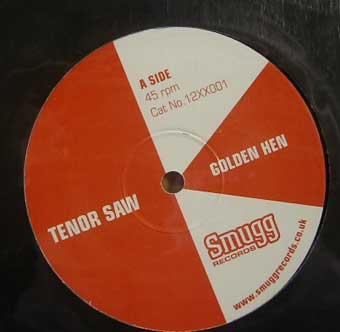 A SIDE
45 rpm
Cat No.12XX001
GOLDEN HEN
TENOR SAW
Smugg
RECORDS
www.smuggrecords.co.uk